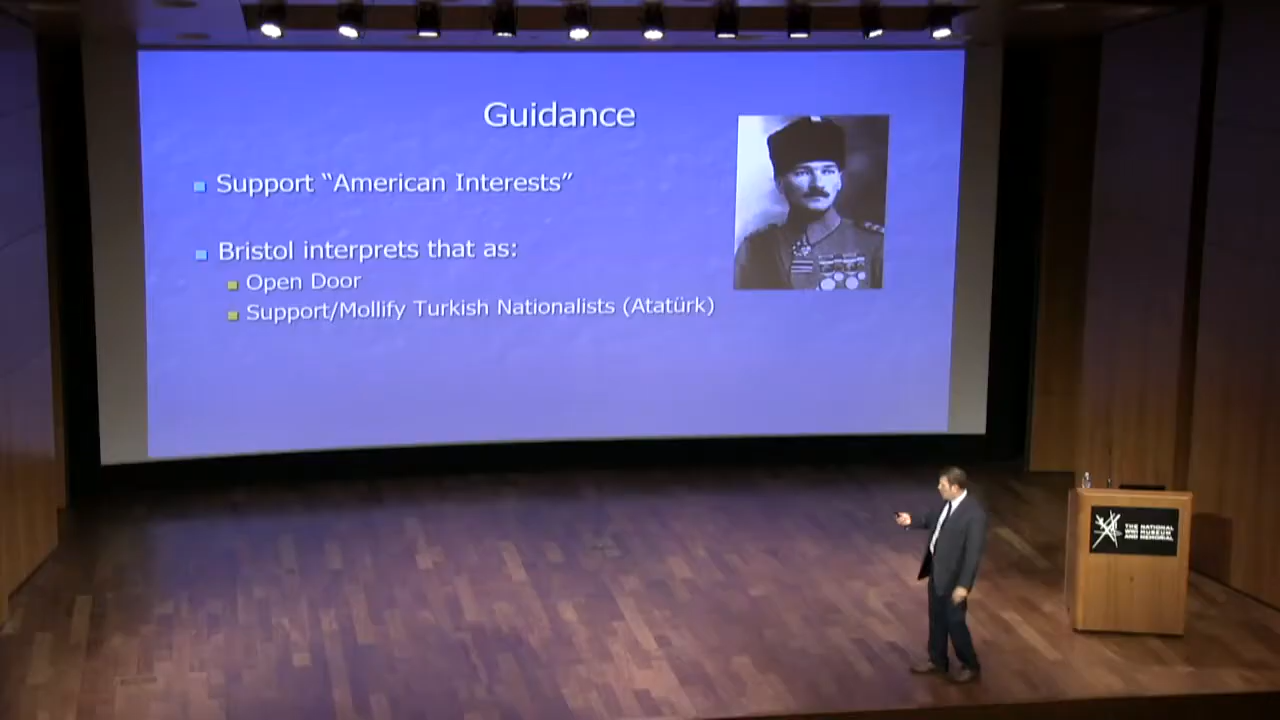 Guidance
Support “American Interests”
Bristol interprets that as:
Open Door
Support/Mollify Turkish Nationalists (Atatürk)
THE NATIONAL
WWI MUSEUM
AND MEMORIAL